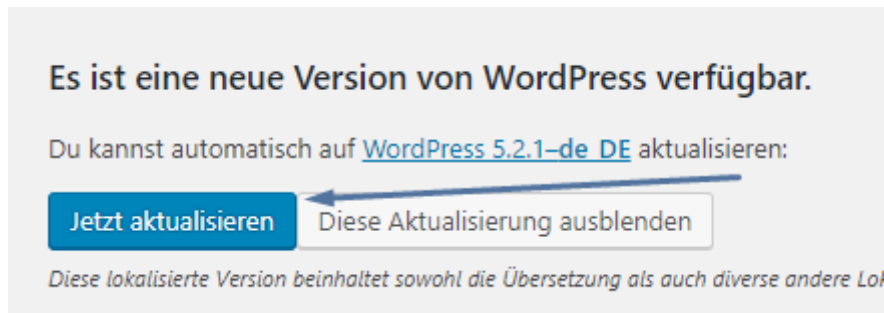 Es ist eine neue Version von WordPress verfügbar.
Du kannst automatisch auf WordPress 5.2.1–de_DE aktualisieren:
Jetzt aktualisieren Diese Aktualisierung ausblenden
Diese lokalisierte Version beinhaltet sowohl die Übersetzung als auch diverse andere Lok